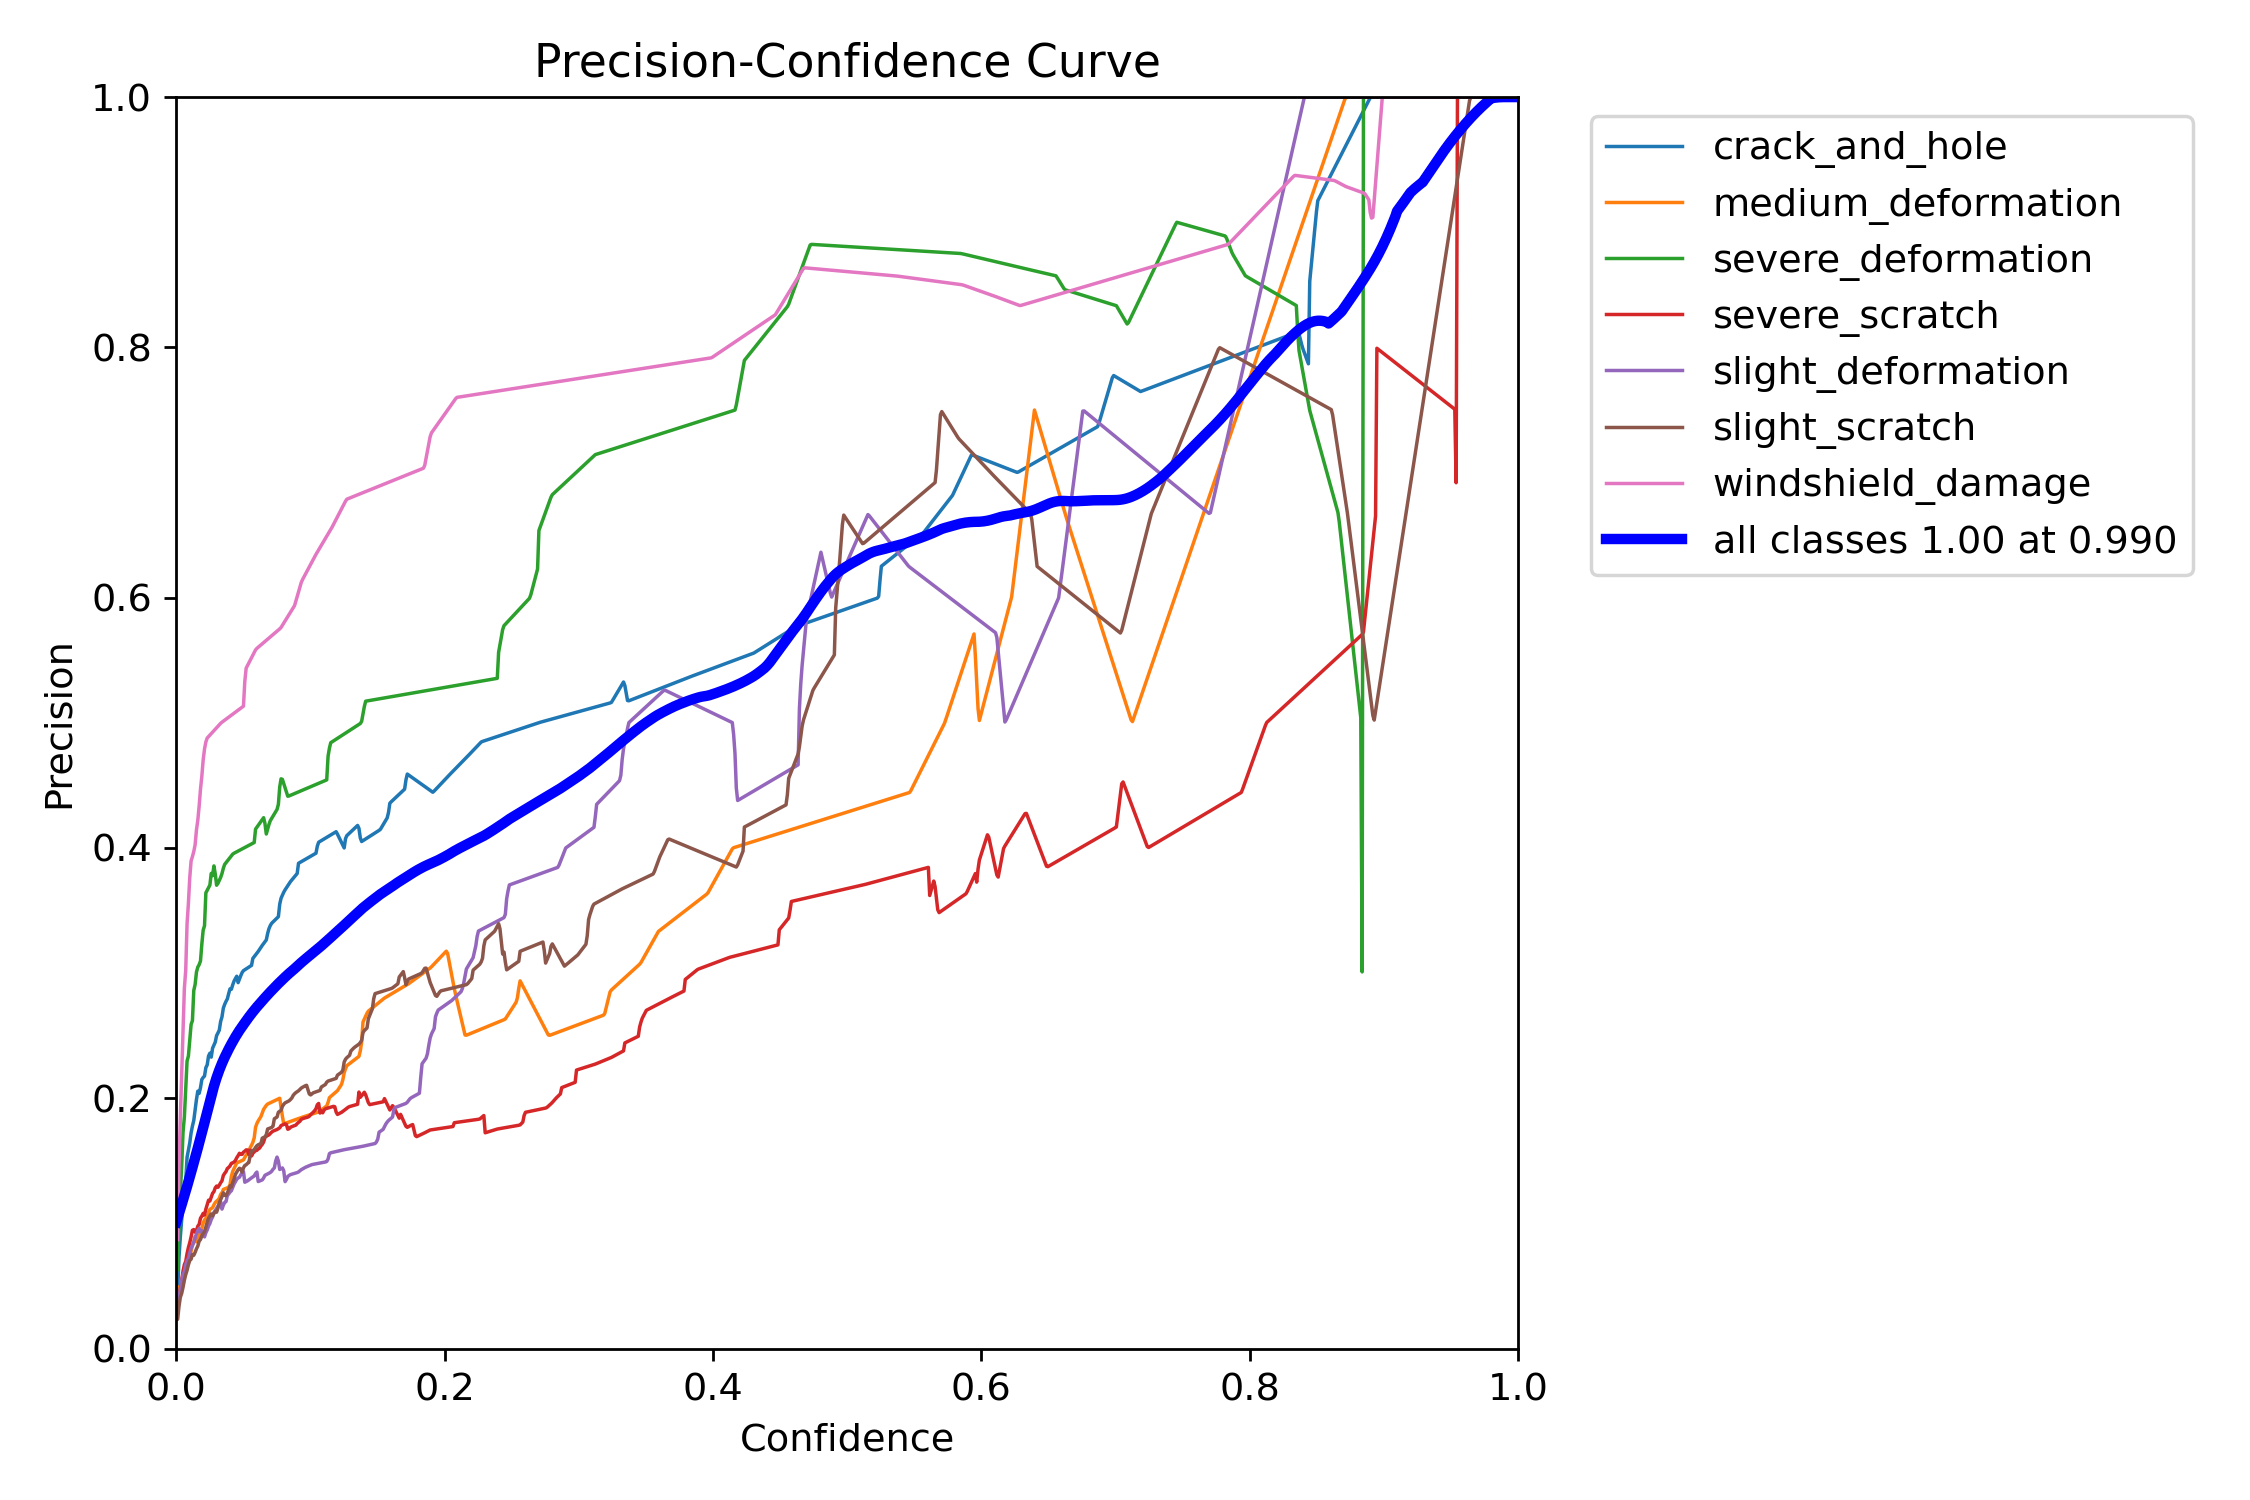 Precision-Confidence Curve
1.0
0.8
0.6
0.4
0.2
0.0
Precision
0.0 0.2 0.4 0.6 0.8 1.0
Confidence
crack_and_hole
medium_deformation
severe_deformation
severe_scratch
slight_deformation
slight_scratch
windshield_damage
all classes 1.00 at 0.990